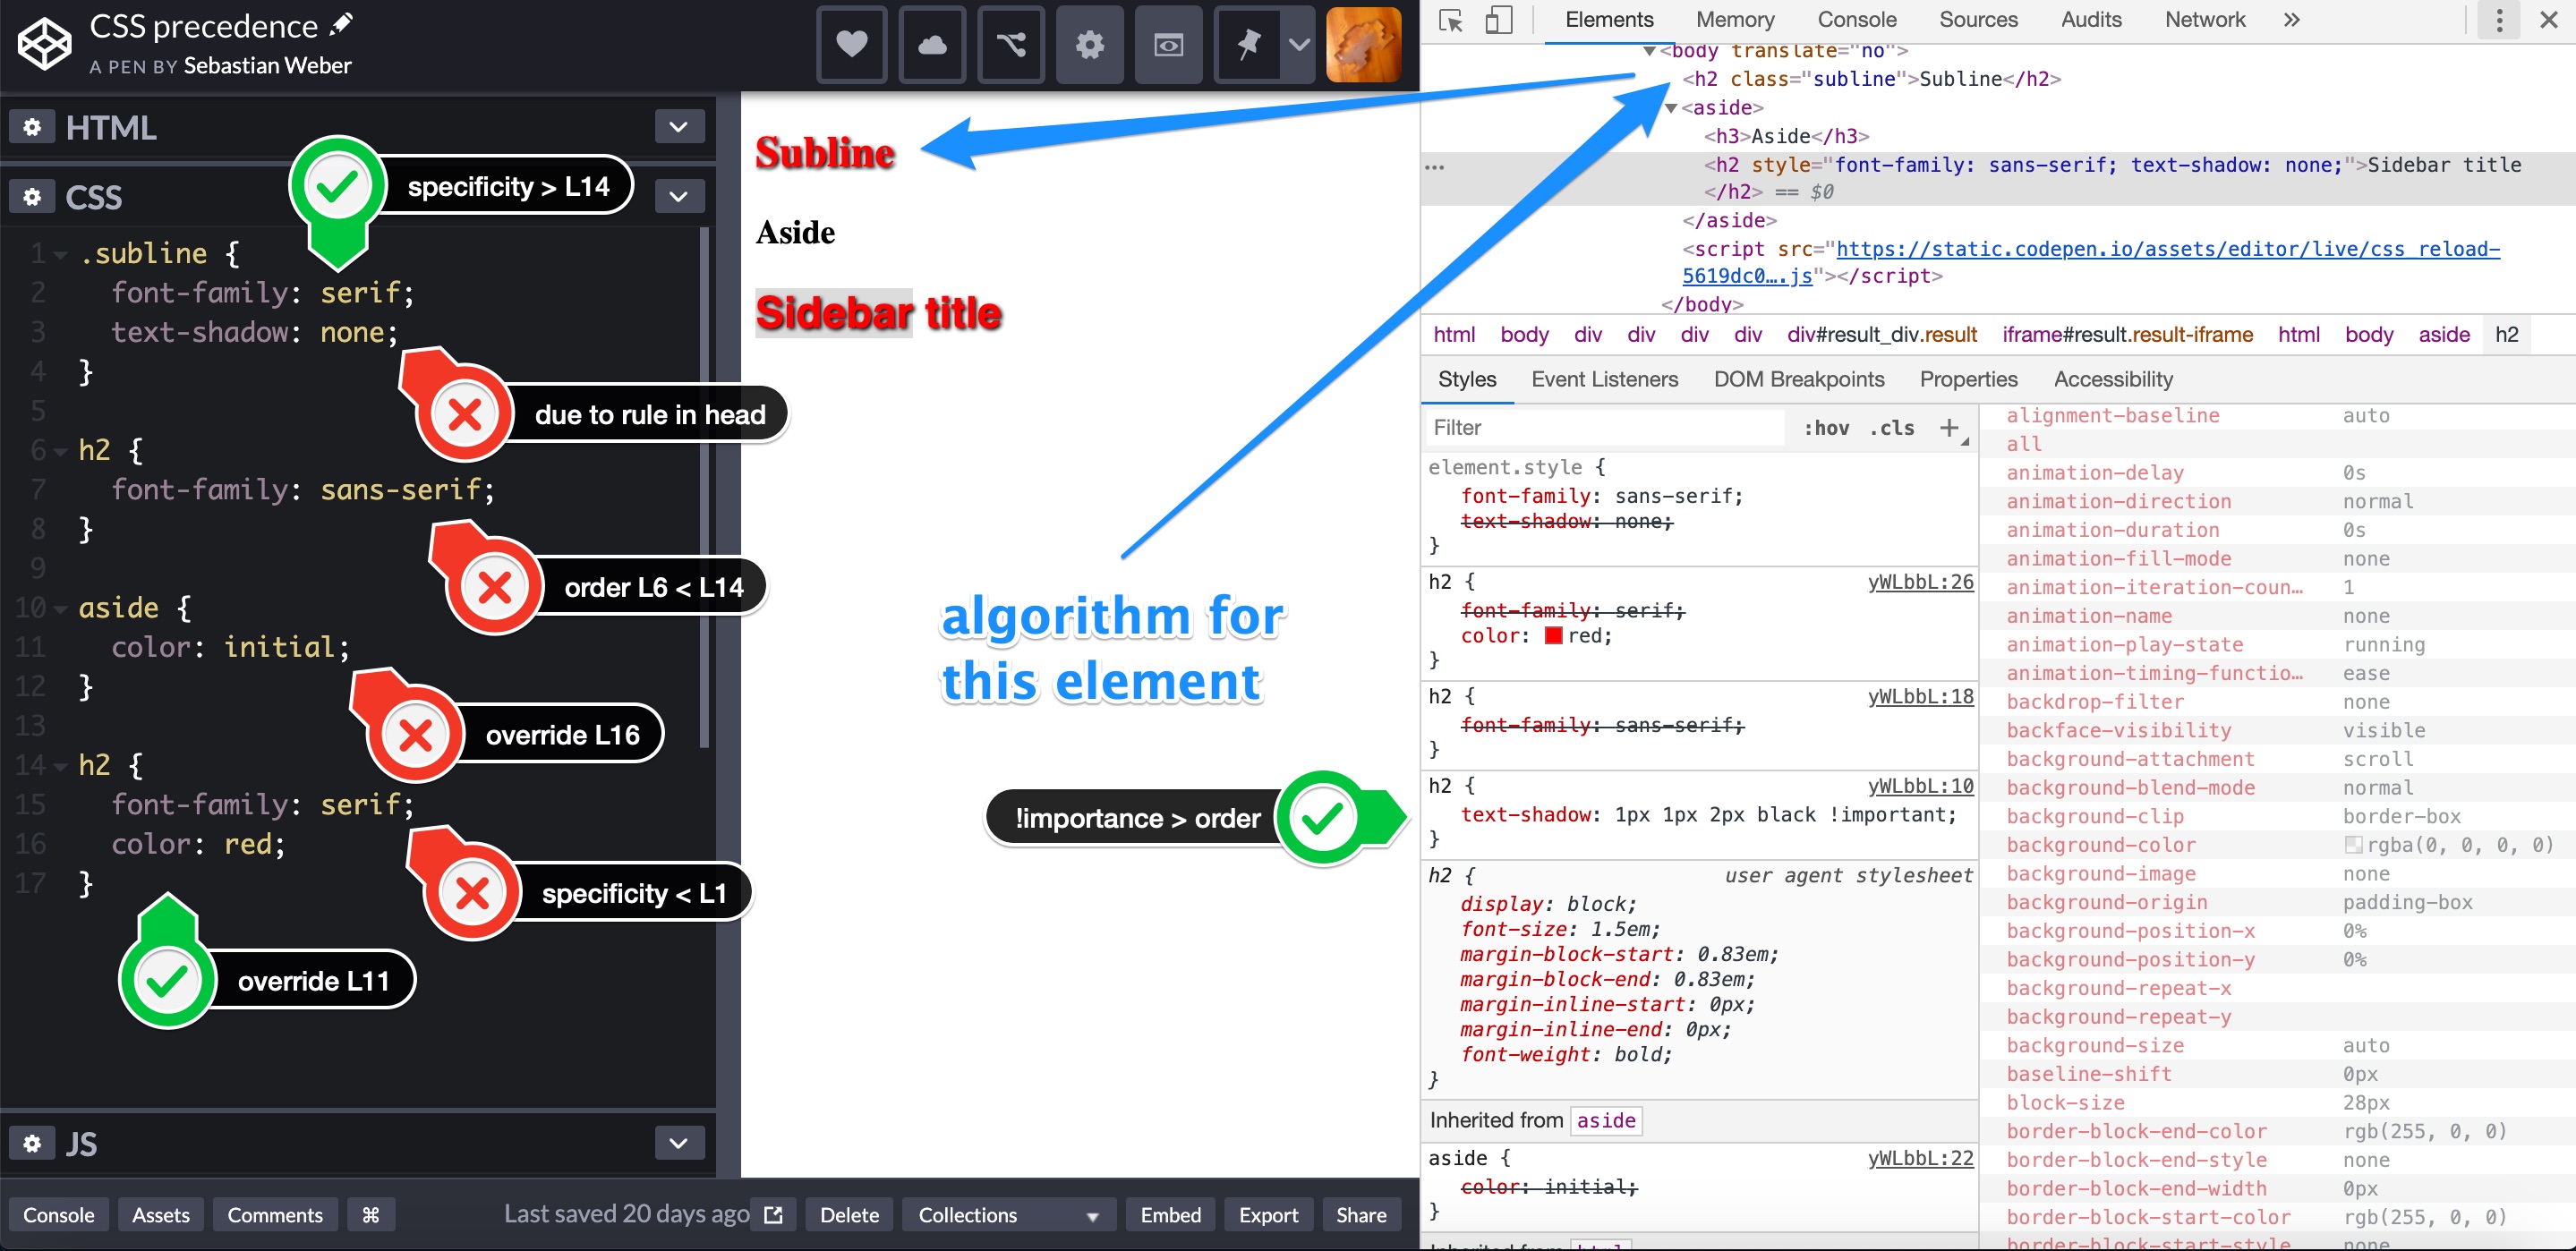 CSS precedence
A PEN BY Sebastian Weber
HTML
specificity > L14
CSS
1 .subline {
2 font-family: serif;
3 text-shadow: none;
4 }
due to rule in head
5
6 h2 {
7 font-family: sans-serif;
8 }
order L6 < L14
9
10 aside {
11 color: initial;
12 }
override L16
13
14 h2 {
15 font-family: serif;
16 color: red;
17 }
specificity < L1
override L11
JS
Subline
Aside
Sidebar title
algorithm for
this element
!importance > order
Console Assets Comments ⌘ Last saved 20 days ago Delete Collections Embed Export Share
Elements Memory Console Sources Audits Network »
<body translate="no">
<h2 class="subline">Subline</h2>
<aside>
<h3>Aside</h3>
<h2 style="font-family: sans-serif; text-shadow: none;">Sidebar title
</h2> == $0
</aside>
<script src="https://static.codepen.io/assets/editor/live/css_reload-
5619dc0….js"></script>
</body>
html body div div div div div#result_div.result iframe#result.result-iframe html body aside h2
Styles Event Listeners DOM Breakpoints Properties Accessibility
Filter :hov .cls +
element.style {
font-family: sans-serif;
text-shadow: none;
}
h2 { yWLbbL:26
font-family: serif;
color: red;
}
h2 { yWLbbL:18
font-family: sans-serif;
}
h2 { yWLbbL:10
text-shadow: 1px 1px 2px black !important;
}
h2 { user agent stylesheet
display: block;
font-size: 1.5em;
margin-block-start: 0.83em;
margin-block-end: 0.83em;
margin-inline-start: 0px;
margin-inline-end: 0px;
font-weight: bold;
}
Inherited from aside
aside { yWLbbL:22
color: initial;
}
Inherited from html
alignment-baseline auto
all
animation-delay 0s
animation-direction normal
animation-duration 0s
animation-fill-mode none
animation-iteration-coun… 1
animation-name none
animation-play-state running
animation-timing-functio… ease
backdrop-filter none
backface-visibility visible
background-attachment scroll
background-blend-mode normal
background-clip border-box
background-color rgba(0, 0, 0, 0)
background-image none
background-origin padding-box
background-position-x 0%
background-position-y 0%
background-repeat-x
background-repeat-y
background-size auto
baseline-shift 0px
block-size 28px
border-block-end-color rgb(255, 0, 0)
border-block-end-style none
border-block-end-width 0px
border-block-start-color rgb(255, 0, 0)
border-block-start-style none